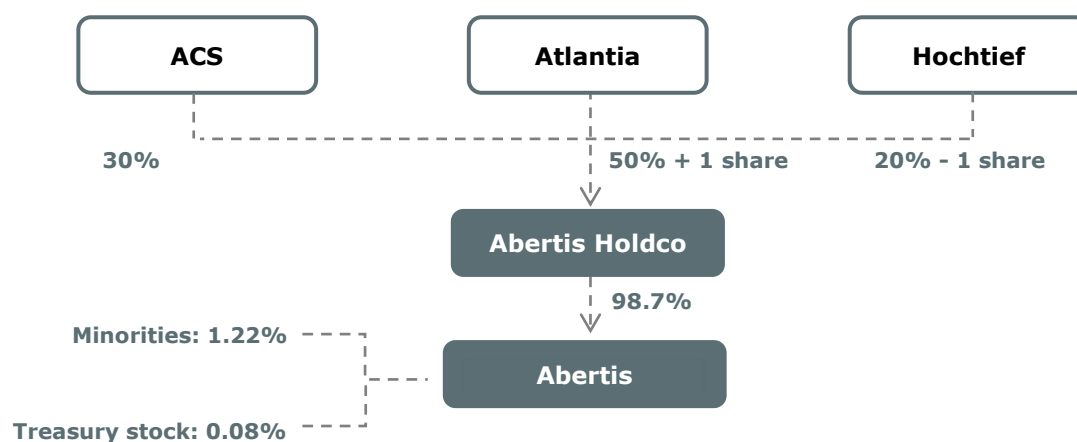 ACS
Atlantia
Hochtief
30%
50% + 1 share
20% - 1 share
Abertis Holdco
98.7%
Minorities: 1.22%
Abertis
Treasury stock: 0.08%